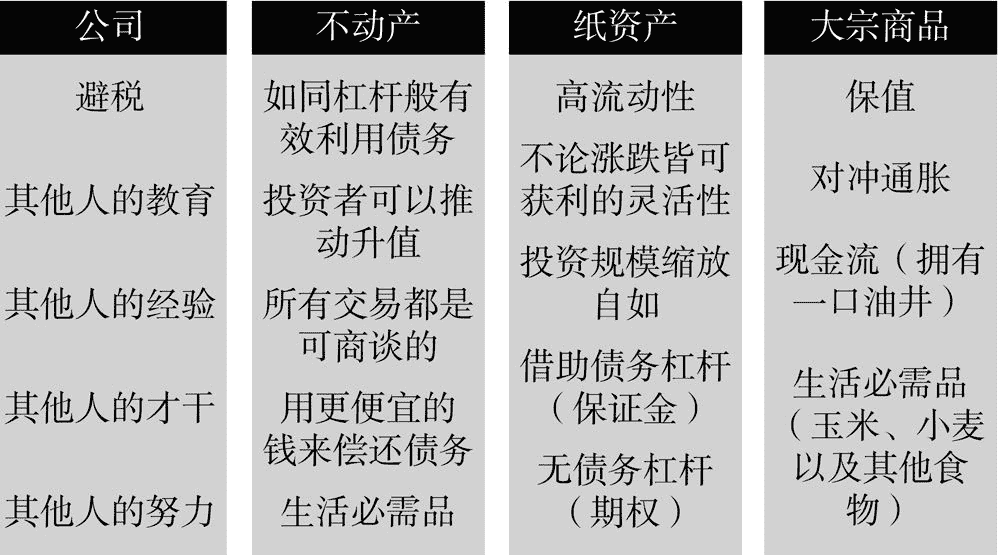 公司
避税
其他人的教育
其他人的经验
其他人的才干
其他人的努力
不动产
如同杠杆般有
效利用债务
投资者可以推
动升值
所有交易都是
可商谈的
用更便宜的
钱来偿还债务
生活必需品
纸资产
高流动性
不论涨跌皆可
获利的灵活性
投资规模缩放
自如
借助债务杠杆
（保证金）
无债务杠杆
（期权）
大宗商品
保值
对冲通胀
现金流（拥有
一口油井）
生活必需品
（玉米、小麦
以及其他食
物）